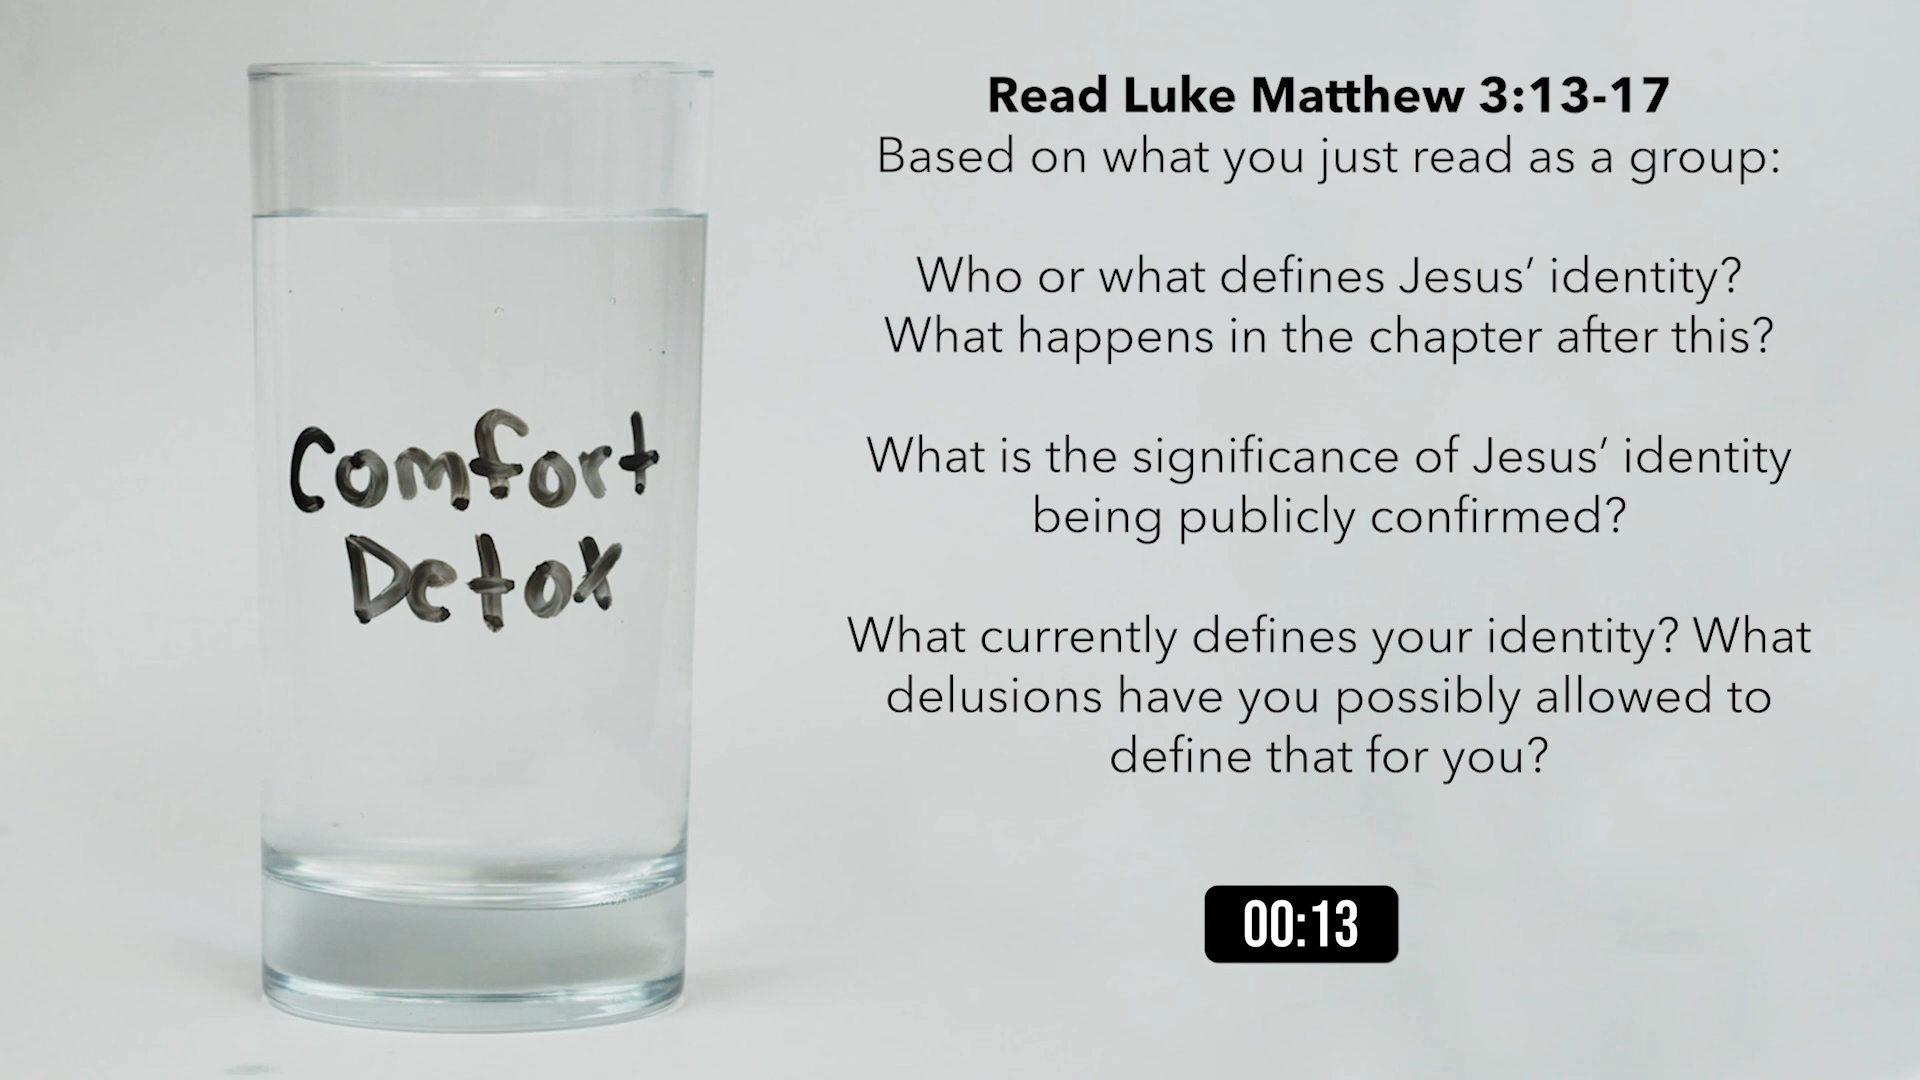 Comfort
Detox
Read Luke Matthew 3:13-17
Based on what you just read as a group:
Who or what defines Jesus’ identity?
What happens in the chapter after this?
What is the significance of Jesus’ identity
being publicly confirmed?
What currently defines your identity? What
delusions have you possibly allowed to
define that for you?
00:13